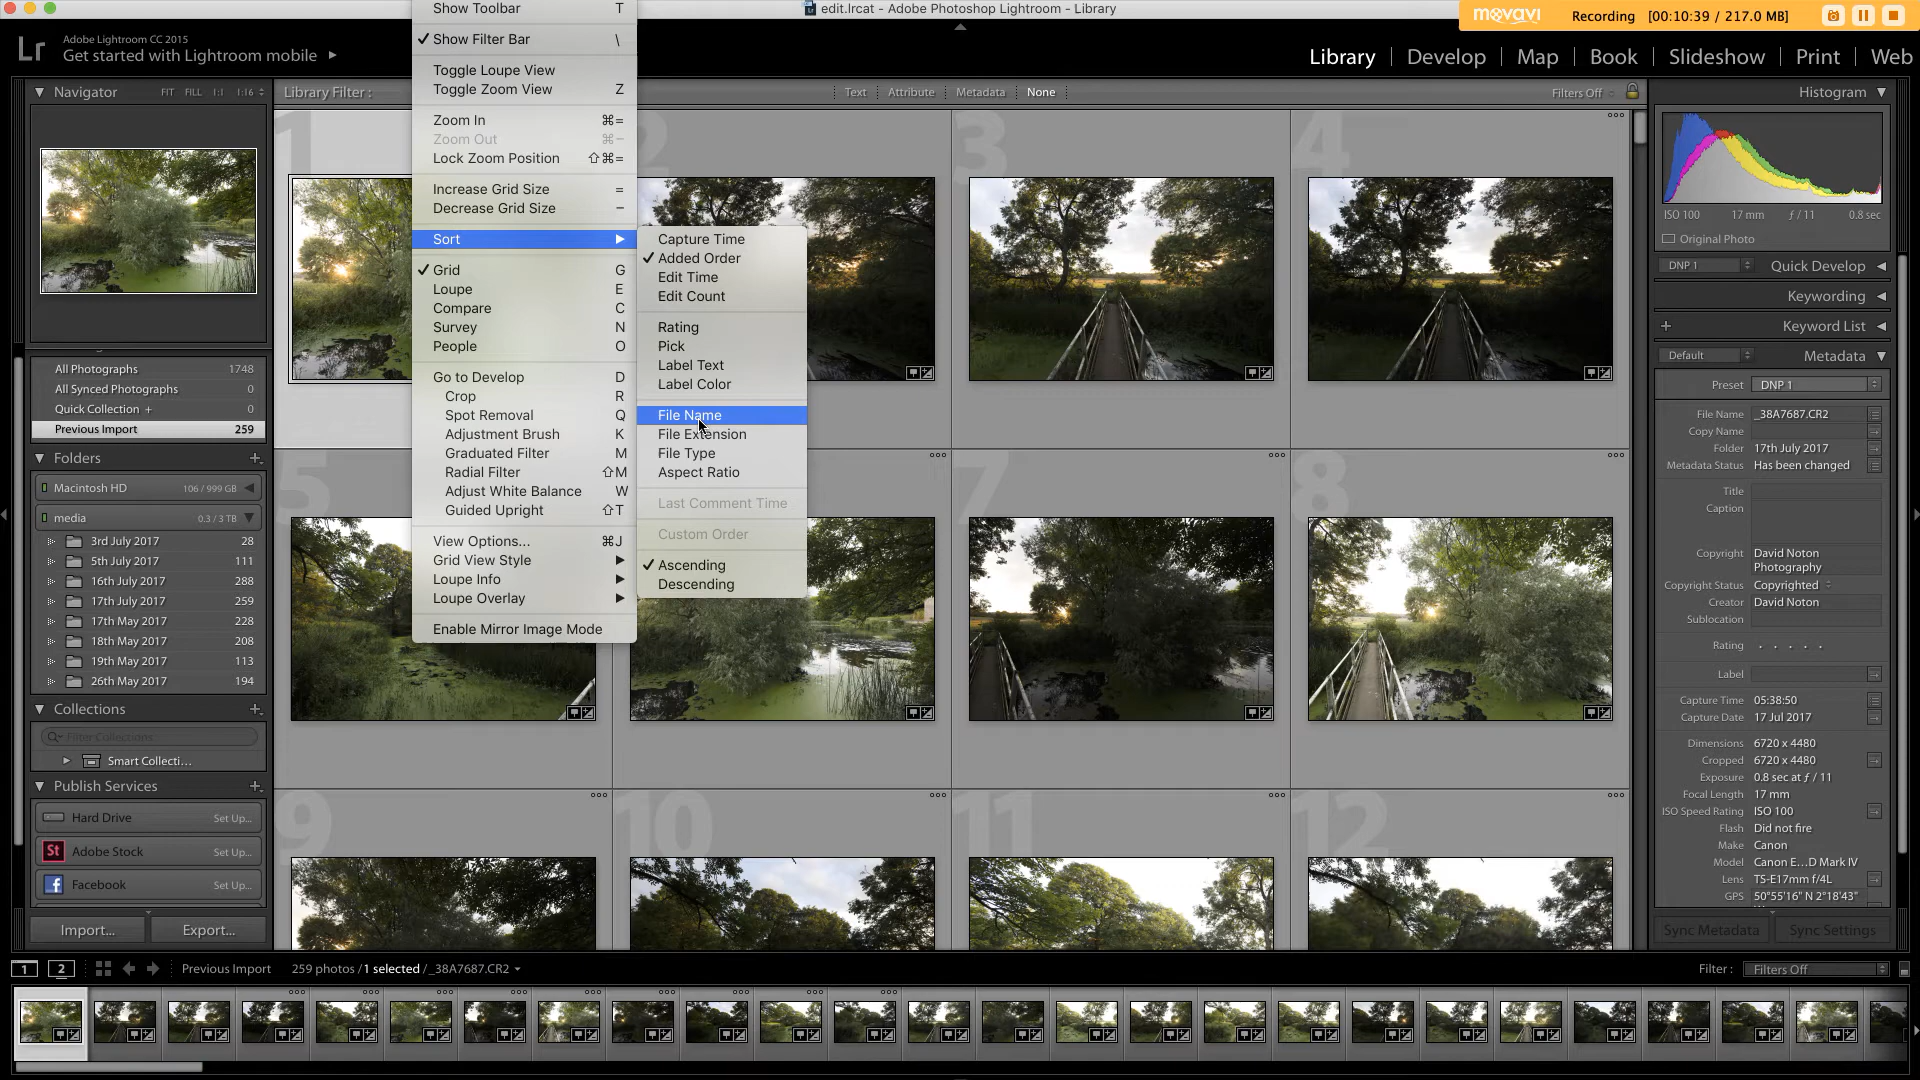 edit.lrcat - Adobe Photoshop Lightroom - Library
movavi
Recording [00:10:39 / 217.0 MB]
Lr
Adobe Lightroom CC 2015
Get started with Lightroom mobile
Library
Develop
Map
Book
Slideshow
Print
Web
Navigator
FIT
FILL
1:1
1:16
All Photographs 1748
All Synced Photographs 0
Quick Collection + 0
Previous Import 259
Folders
Macintosh HD 106 / 999 GB
media 0.3 / 3 TB
3rd July 2017 28
5th July 2017 111
16th July 2017 288
17th July 2017 259
17th May 2017 228
18th May 2017 208
19th May 2017 113
26th May 2017 194
Collections
Filter Collections
Smart Collecti...
Publish Services
Hard Drive Set Up...
St Adobe Stock Set Up...
f Facebook Set Up...
Import...
Export...
Show Toolbar T
Show Filter Bar \
Toggle Loupe View
Toggle Zoom View Z
Zoom In ⌘=
Zoom Out ⌘−
Lock Zoom Position ⇧⌘=
Increase Grid Size =
Decrease Grid Size −
Sort
Grid G
Loupe E
Compare C
Survey N
People O
Go to Develop D
Crop R
Spot Removal Q
Adjustment Brush K
Graduated Filter M
Radial Filter ⇧M
Adjust White Balance W
Guided Upright ⇧T
View Options... ⌘J
Grid View Style
Loupe Info
Loupe Overlay
Enable Mirror Image Mode
Capture Time
Added Order
Edit Time
Edit Count
Rating
Pick
Label Text
Label Color
File Name
File Extension
File Type
Aspect Ratio
Last Comment Time
Custom Order
Ascending
Descending
Library Filter :
Text
Attribute
Metadata
None
Filters Off
1
2
3
4
5
7
8
9
10
11
12
Histogram
ISO 100 17 mm ƒ / 11 0.8 sec
Original Photo
DNP 1
Quick Develop
Keywording
+ Keyword List
Default
Metadata
Preset DNP 1
File Name _38A7687.CR2
Copy Name
Folder 17th July 2017
Metadata Status Has been changed
Title
Caption
Copyright David Noton
Photography
Copyright Status Copyrighted
Creator David Noton
Sublocation
Rating
Label
Capture Time 05:38:50
Capture Date 17 Jul 2017
Dimensions 6720 x 4480
Cropped 6720 x 4480
Exposure 0.8 sec at ƒ / 11
Focal Length 17 mm
ISO Speed Rating ISO 100
Flash Did not fire
Make Canon
Model Canon E...D Mark IV
Lens TS-E17mm f/4L
GPS 50°55'16" N 2°18'43"
Sync Metadata
Sync Settings
1
2
Previous Import
259 photos / 1 selected / _38A7687.CR2
Filter :
Filters Off